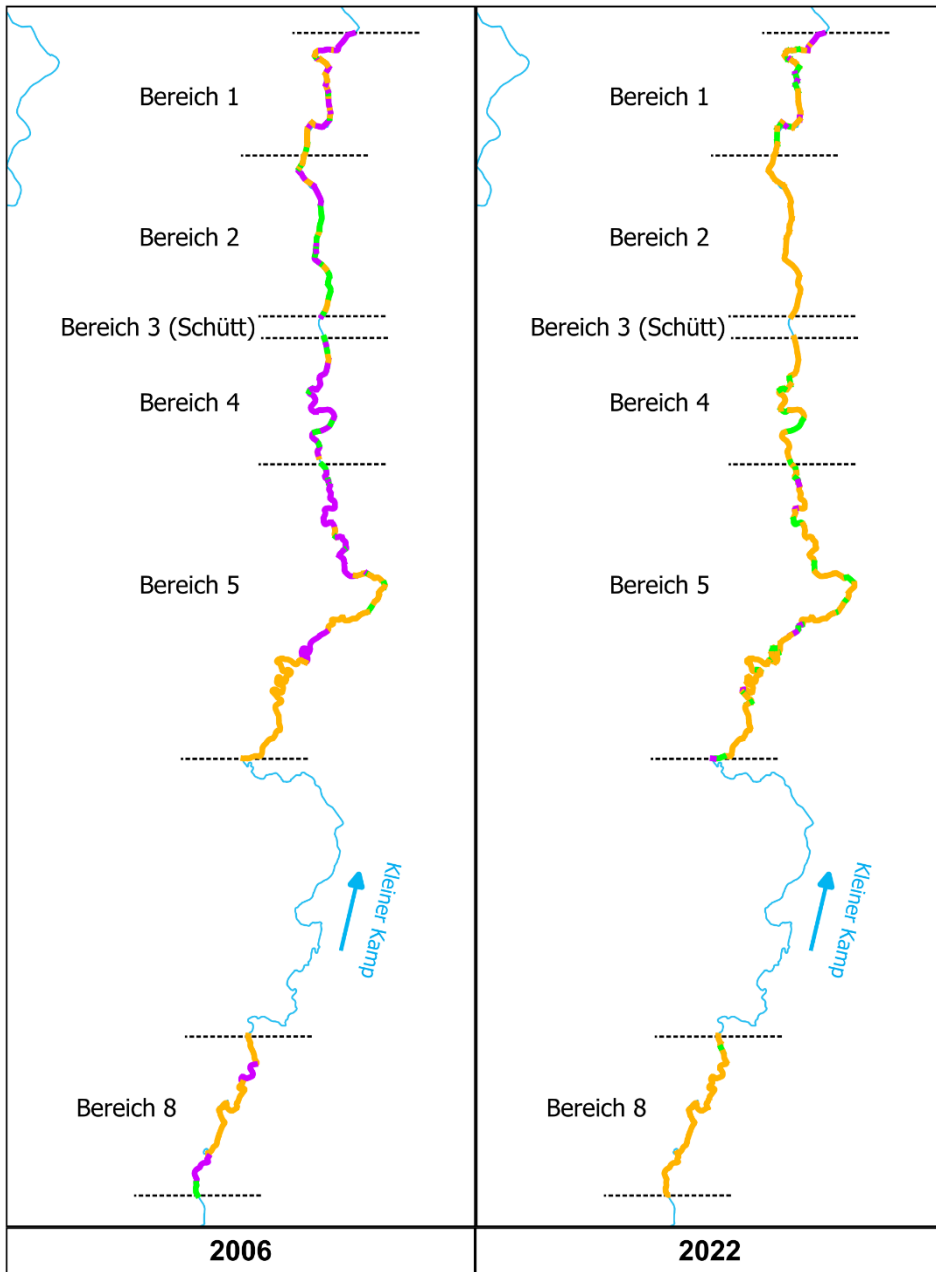 Bereich 1
Bereich 2
Bereich 3 (Schütt)
Bereich 4
Bereich 5
Kleiner Kamp
Bereich 8
2006
Bereich 1
Bereich 2
Bereich 3 (Schütt)
Bereich 4
Bereich 5
Kleiner Kamp
Bereich 8
2022